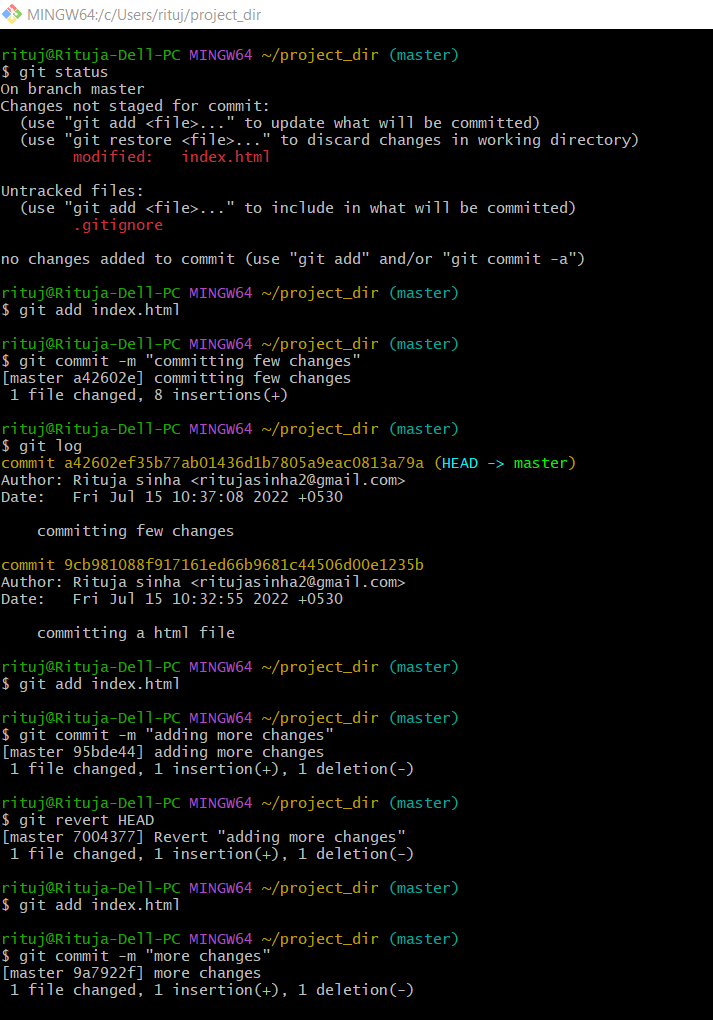 MINGW64:/c/Users/rituj/project_dir
rituj@Rituja-Dell-PC MINGW64 ~/project_dir (master)
$ git status
On branch master
Changes not staged for commit:
  (use "git add <file>..." to update what will be committed)
  (use "git restore <file>..." to discard changes in working directory)
        modified:   index.html

Untracked files:
  (use "git add <file>..." to include in what will be committed)
        .gitignore

no changes added to commit (use "git add" and/or "git commit -a")

rituj@Rituja-Dell-PC MINGW64 ~/project_dir (master)
$ git add index.html

rituj@Rituja-Dell-PC MINGW64 ~/project_dir (master)
$ git commit -m "committing few changes"
[master a42602e] committing few changes
 1 file changed, 8 insertions(+)

rituj@Rituja-Dell-PC MINGW64 ~/project_dir (master)
$ git log
commit a42602ef35b77ab01436d1b7805a9eac0813a79a (HEAD -> master)
Author: Rituja sinha <ritujasinha2@gmail.com>
Date:   Fri Jul 15 10:37:08 2022 +0530

    committing few changes

commit 9cb981088f917161ed66b9681c44506d00e1235b
Author: Rituja sinha <ritujasinha2@gmail.com>
Date:   Fri Jul 15 10:32:55 2022 +0530

    committing a html file

rituj@Rituja-Dell-PC MINGW64 ~/project_dir (master)
$ git add index.html

rituj@Rituja-Dell-PC MINGW64 ~/project_dir (master)
$ git commit -m "adding more changes"
[master 95bde44] adding more changes
 1 file changed, 1 insertion(+), 1 deletion(-)

rituj@Rituja-Dell-PC MINGW64 ~/project_dir (master)
$ git revert HEAD
[master 7004377] Revert "adding more changes"
 1 file changed, 1 insertion(+), 1 deletion(-)

rituj@Rituja-Dell-PC MINGW64 ~/project_dir (master)
$ git add index.html

rituj@Rituja-Dell-PC MINGW64 ~/project_dir (master)
$ git commit -m "more changes"
[master 9a7922f] more changes
 1 file changed, 1 insertion(+), 1 deletion(-)